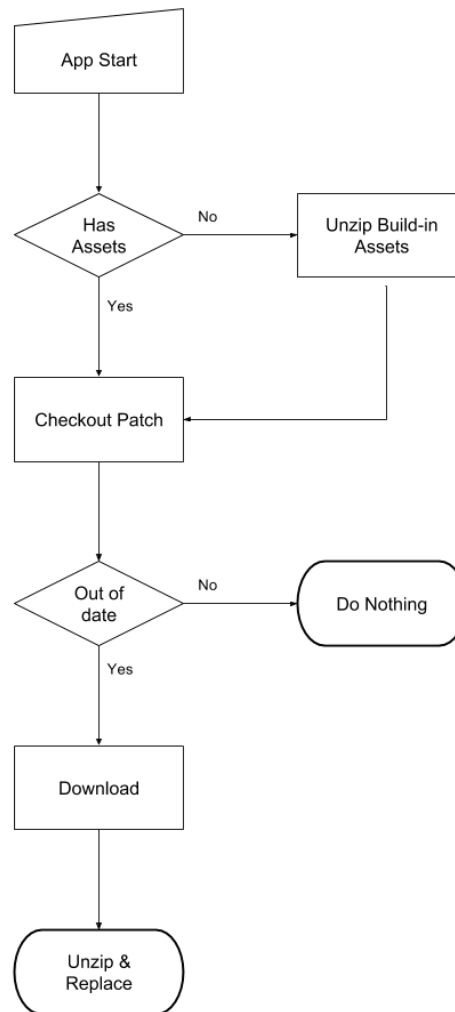 App Start
Has
Assets
No
Unzip Build-in
Assets
Yes
Checkout Patch
Out of
date
No
Do Nothing
Yes
Download
Unzip &
Replace